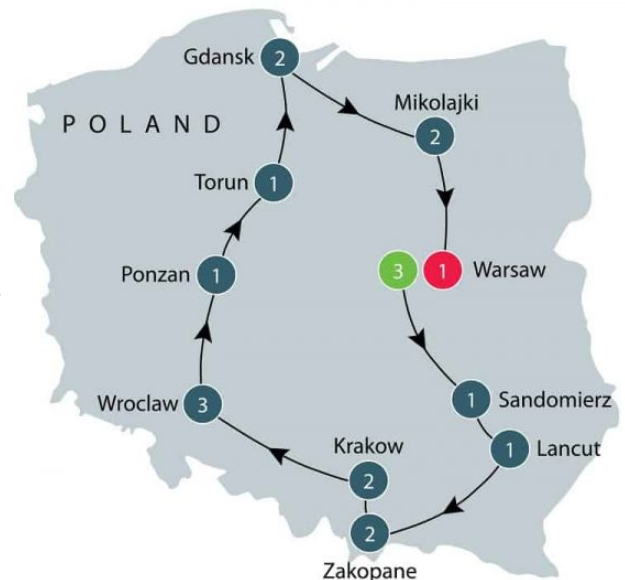 Gdansk 2
Mikolajki
2
POLAND
Torun 1
Ponzan 1
3 1 Warsaw
Wroclaw 3
1 Sandomierz
Krakow
1 Lancut
2
2
Zakopane